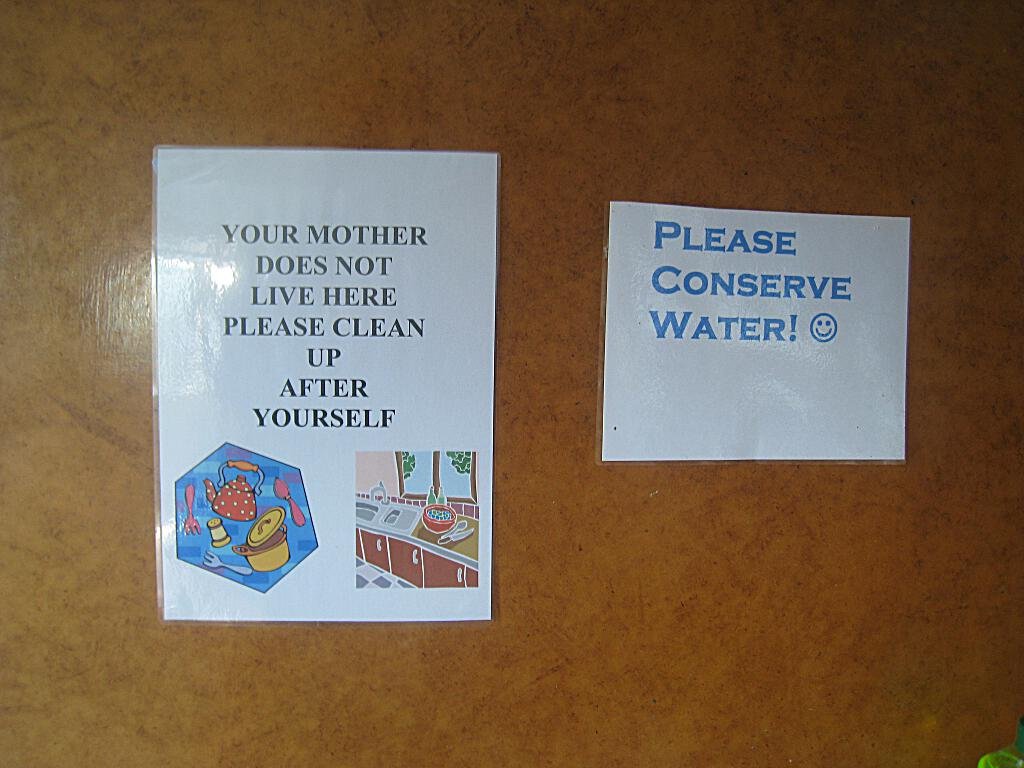 YOUR MOTHER
DOES NOT
LIVE HERE
PLEASE CLEAN
UP
AFTER
YOURSELF
PLEASE
CONSERVE
WATER! ☺